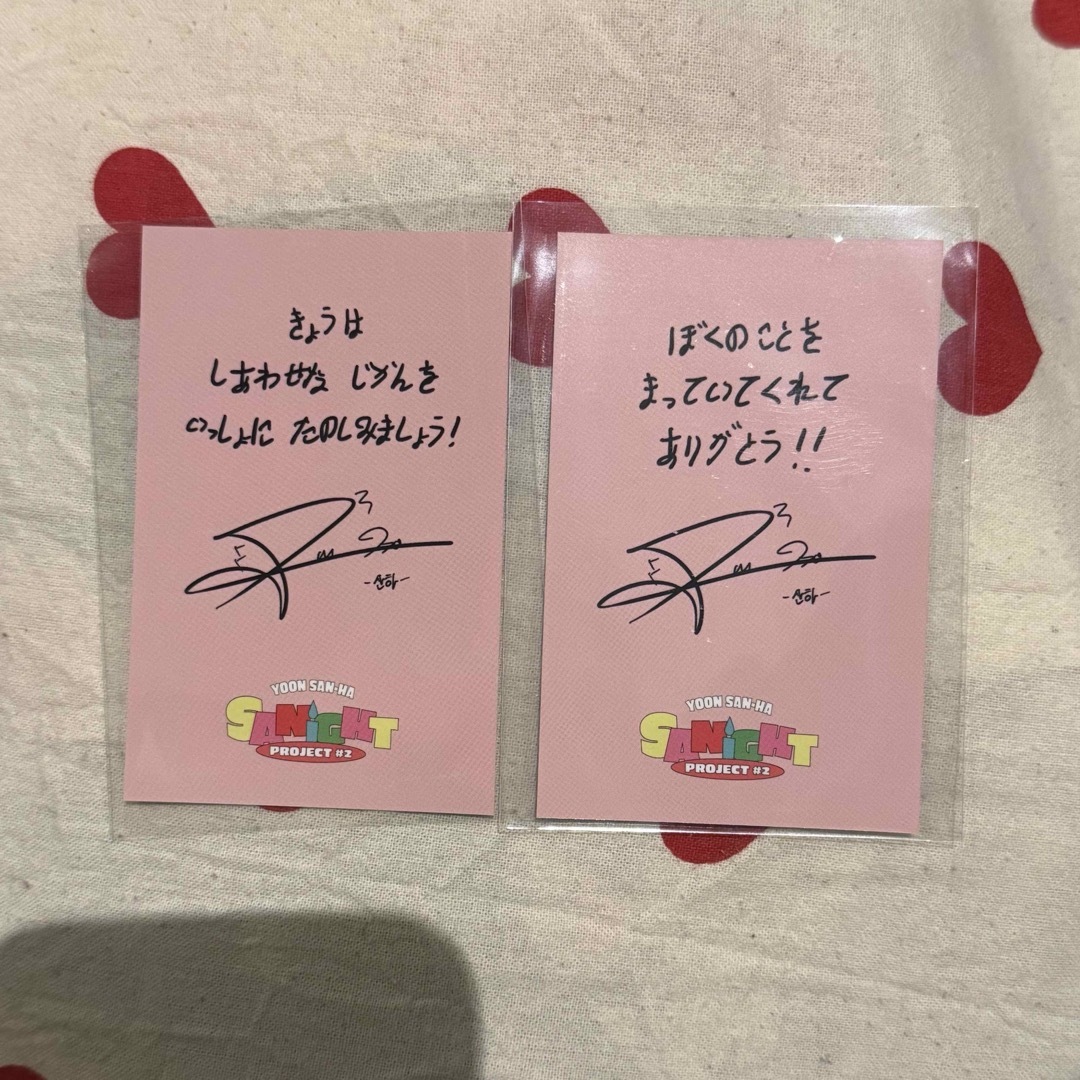 きょうは
しあわせな じかんを
いっしょに たのしみましょう!
-산하-
YOON SAN-HA
SANiGHT
PROJECT #2
ぼくのことを
まっていてくれて
ありがとう!!
-산하-
YOON SAN-HA
SANiGHT
PROJECT #2